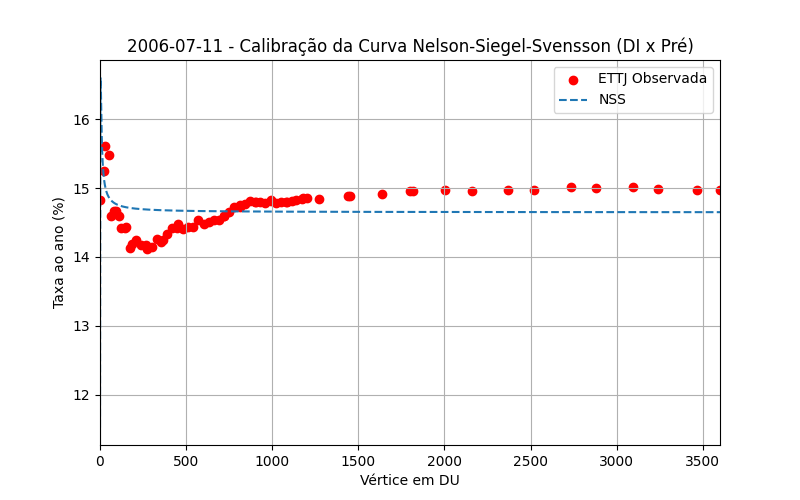 2006-07-11 - Calibração da Curva Nelson-Siegel-Svensson (DI x Pré)
ETTJ Observada
NSS
Taxa ao ano (%)
16
15
14
13
12
0
500
1000
1500
2000
2500
3000
3500
Vértice em DU